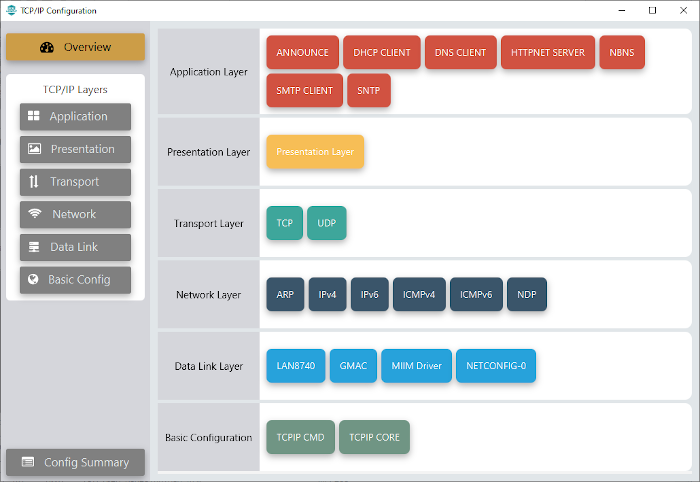 TCP/IP Configuration
Overview
TCP/IP Layers
Application
Presentation
Transport
Network
Data Link
Basic Config
Config Summary
Application Layer
ANNOUNCE DHCP CLIENT DNS CLIENT HTTPNET SERVER NBNS
SMTP CLIENT SNTP
Presentation Layer
Presentation Layer
Transport Layer
TCP UDP
Network Layer
ARP IPv4 IPv6 ICMPv4 ICMPv6 NDP
Data Link Layer
LAN8740 GMAC MIIM Driver NETCONFIG-0
Basic Configuration
TCPIP CMD TCPIP CORE